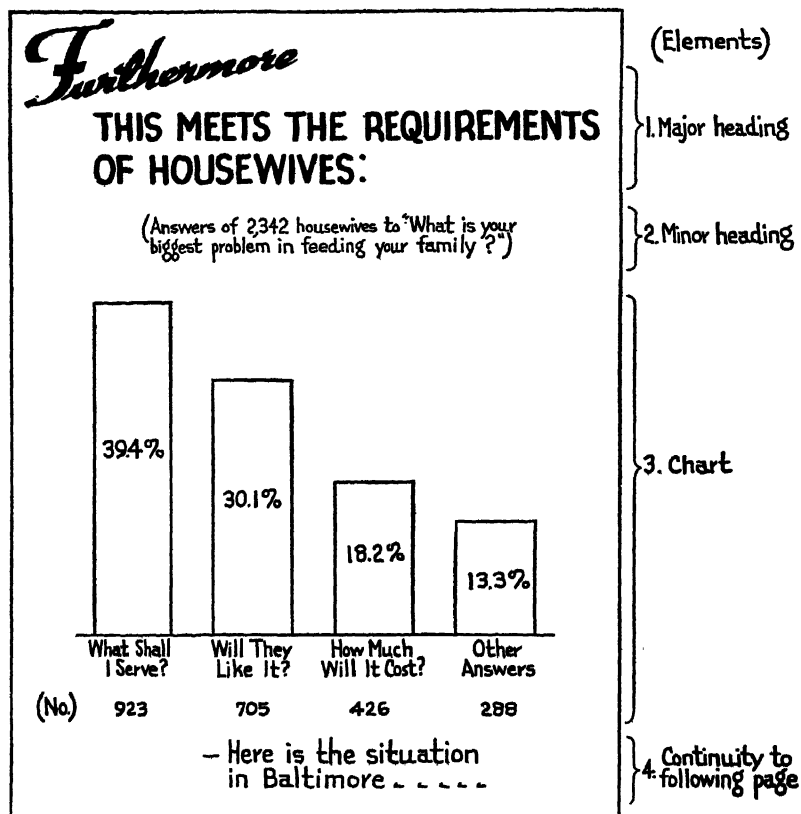 Furthermore
THIS MEETS THE REQUIREMENTS
OF HOUSEWIVES:
(Answers of 2,342 housewives to "What is your
biggest problem in feeding your family?")
39.4%
30.1%
18.2%
13.3%
What Shall
I Serve?
Will They
Like It?
How Much
Will It Cost?
Other
Answers
(No.) 923 705 426 288
– Here is the situation
in Baltimore - - - - -
(Elements)
1. Major heading
2. Minor heading
3. Chart
4. Continuity to
following page